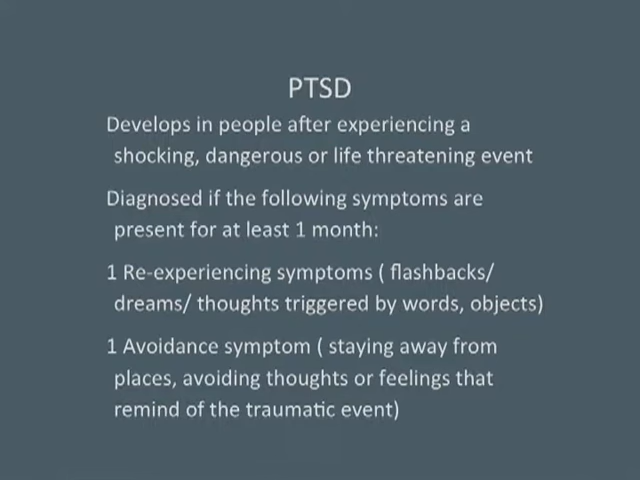 PTSD
Develops in people after experiencing a
shocking, dangerous or life threatening event
Diagnosed if the following symptoms are
present for at least 1 month:
1 Re-experiencing symptoms ( flashbacks/
dreams/ thoughts triggered by words, objects)
1 Avoidance symptom ( staying away from
places, avoiding thoughts or feelings that
remind of the traumatic event)